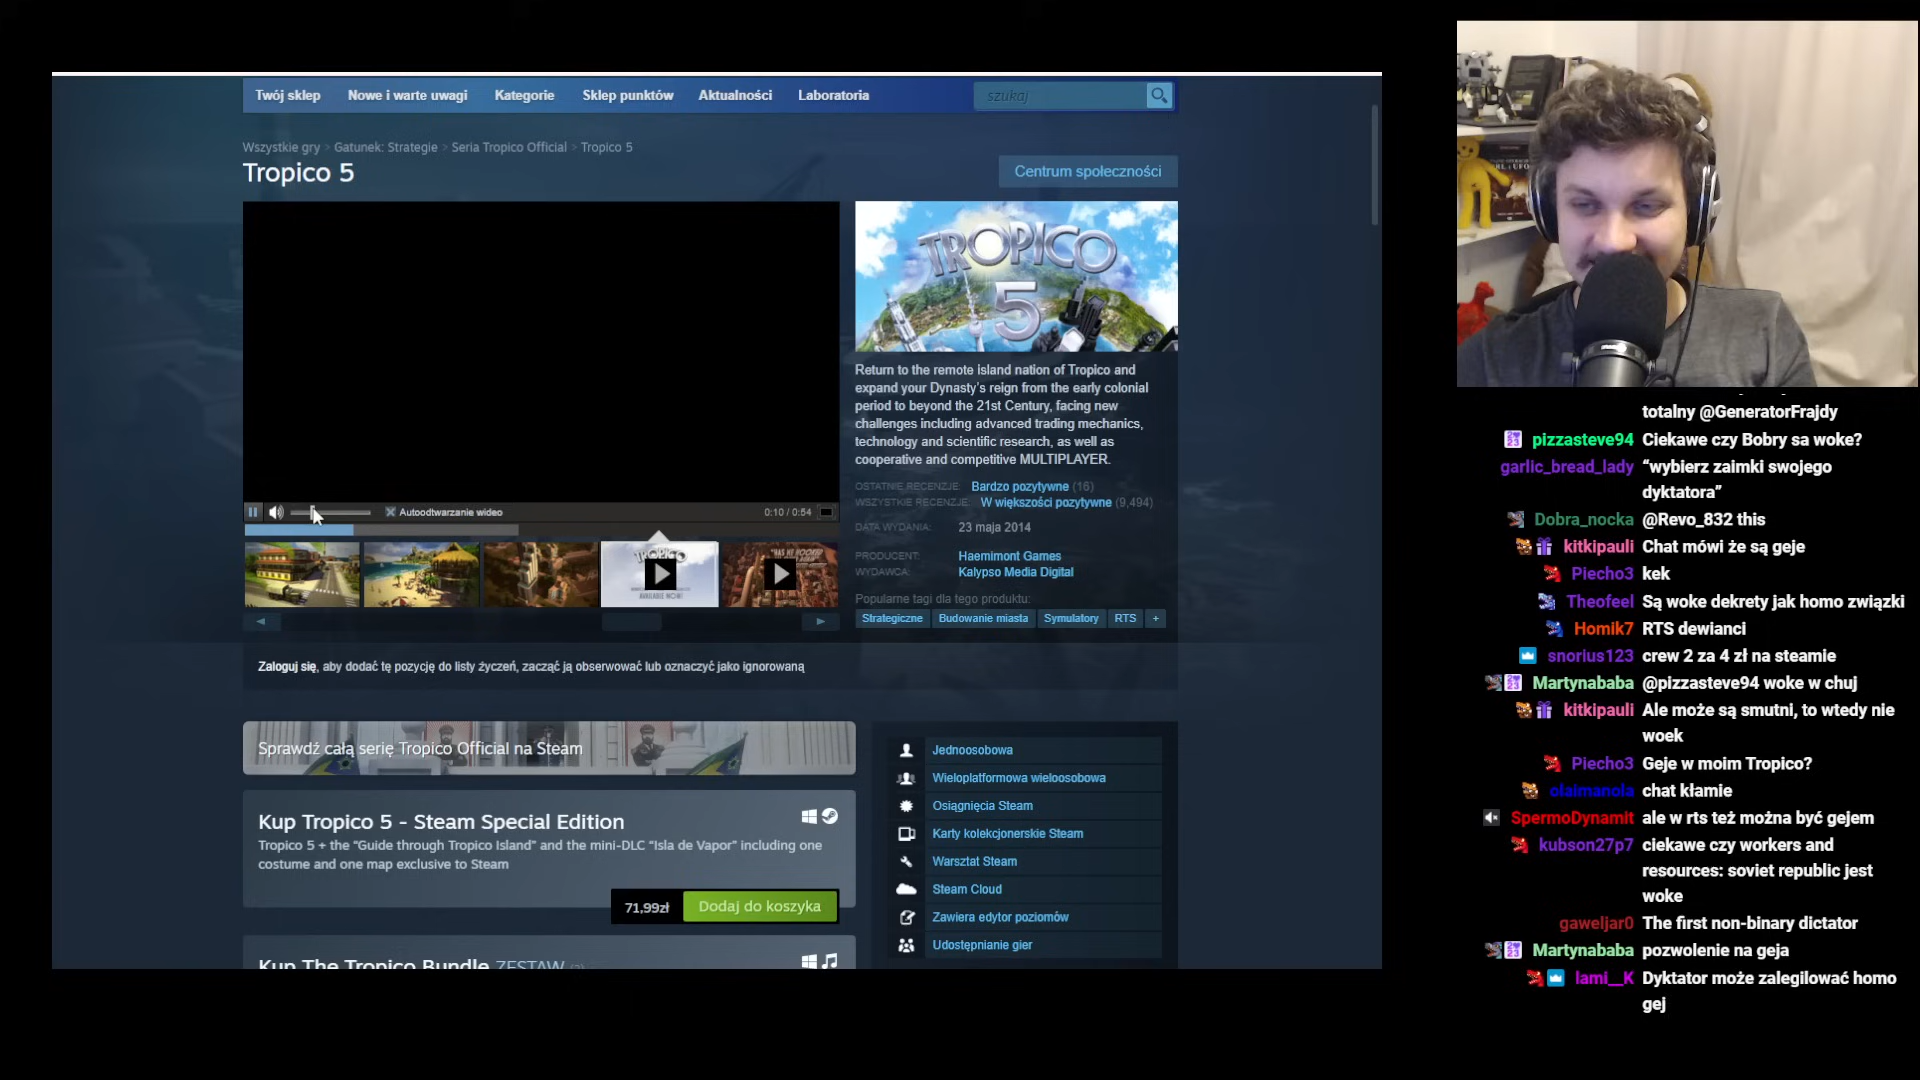 Twój sklep Nowe i warte uwagi Kategorie Sklep punktów Aktualności Laboratoria szukaj
Wszystkie gry > Gatunek: Strategie > Seria Tropico Official > Tropico 5
Tropico 5
Centrum społeczności
TROPICO
5
Return to the remote island nation of Tropico and
expand your Dynasty's reign from the early colonial
period to beyond the 21st Century, facing new
challenges including advanced trading mechanics,
technology and scientific research, as well as
cooperative and competitive MULTIPLAYER.
OSTATNIE RECENZJE: Bardzo pozytywne (16)
WSZYSTKIE RECENZJE: W większości pozytywne (9,494)
DATA WYDANIA: 23 maja 2014
PRODUCENT: Haemimont Games
WYDAWCA: Kalypso Media Digital
Popularne tagi dla tego produktu:
Strategiczne Budowanie miasta Symulatory RTS +
Autoodtwarzanie wideo 0:10 / 0:54
TROPICO
AVAILABLE NOW!
Zaloguj się, aby dodać tę pozycję do listy życzeń, zacząć ją obserwować lub oznaczyć jako ignorowaną
Sprawdź całą serię Tropico Official na Steam
Kup Tropico 5 - Steam Special Edition
Tropico 5 + the "Guide through Tropico Island" and the mini-DLC "Isla de Vapor" including one
costume and one map exclusive to Steam
71,99zł Dodaj do koszyka
Kup The Tropico Bundle ZESTAW
Jednoosobowa
Wieloplatformowa wieloosobowa
Osiągnięcia Steam
Karty kolekcjonerskie Steam
Warsztat Steam
Steam Cloud
Zawiera edytor poziomów
Udostępnianie gier
totalny @GeneratorFrajdy
pizzasteve94 Ciekawe czy Bobry sa woke?
garlic_bread_lady "wybierz zaimki swojego
dyktatora"
Dobra_nocka @Revo_832 this
kitkipauli Chat mówi że są geje
Piecho3 kek
Theofeel Są woke dekrety jak homo związki
Homik7 RTS dewianci
snorius123 crew 2 za 4 zł na steamie
Martynababa @pizzasteve94 woke w chuj
kitkipauli Ale może są smutni, to wtedy nie
woek
Piecho3 Geje w moim Tropico?
olaimanola chat kłamie
SpermoDynamit ale w rts też można być gejem
kubson27p7 ciekawe czy workers and
resources: soviet republic jest
woke
gaweljar0 The first non-binary dictator
Martynababa pozwolenie na geja
lami__K Dyktator może zalegilować homo
gej